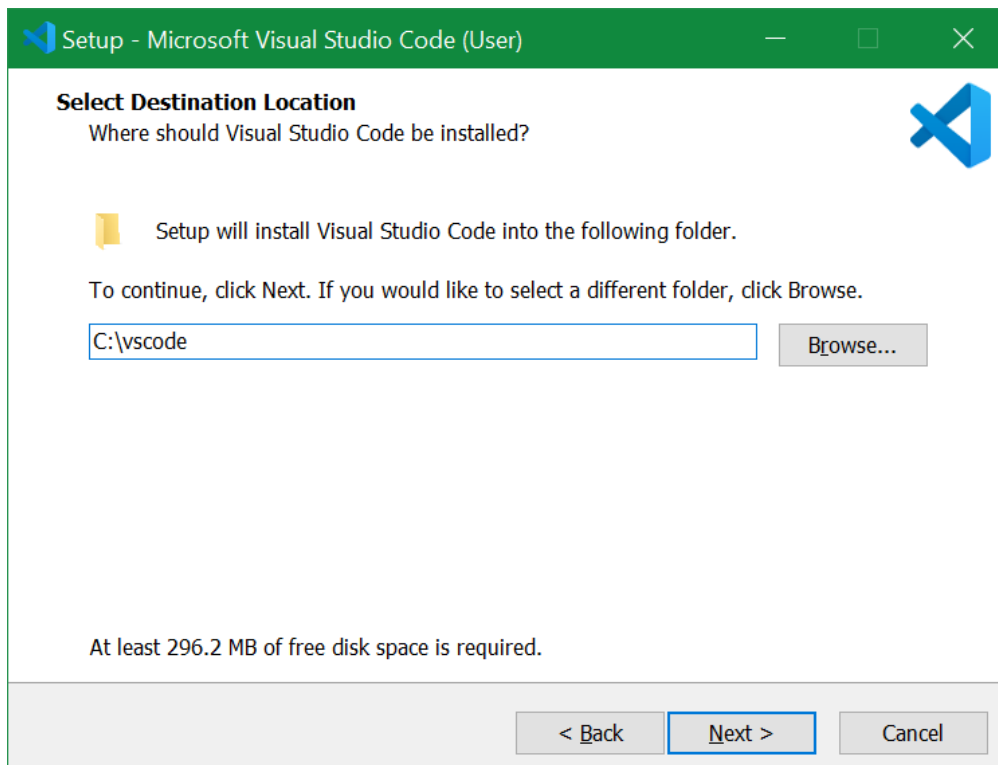 Setup - Microsoft Visual Studio Code (User)
Select Destination Location
Where should Visual Studio Code be installed?
Setup will install Visual Studio Code into the following folder.
To continue, click Next. If you would like to select a different folder, click Browse.
C:\vscode
Browse...
At least 296.2 MB of free disk space is required.
< Back
Next >
Cancel